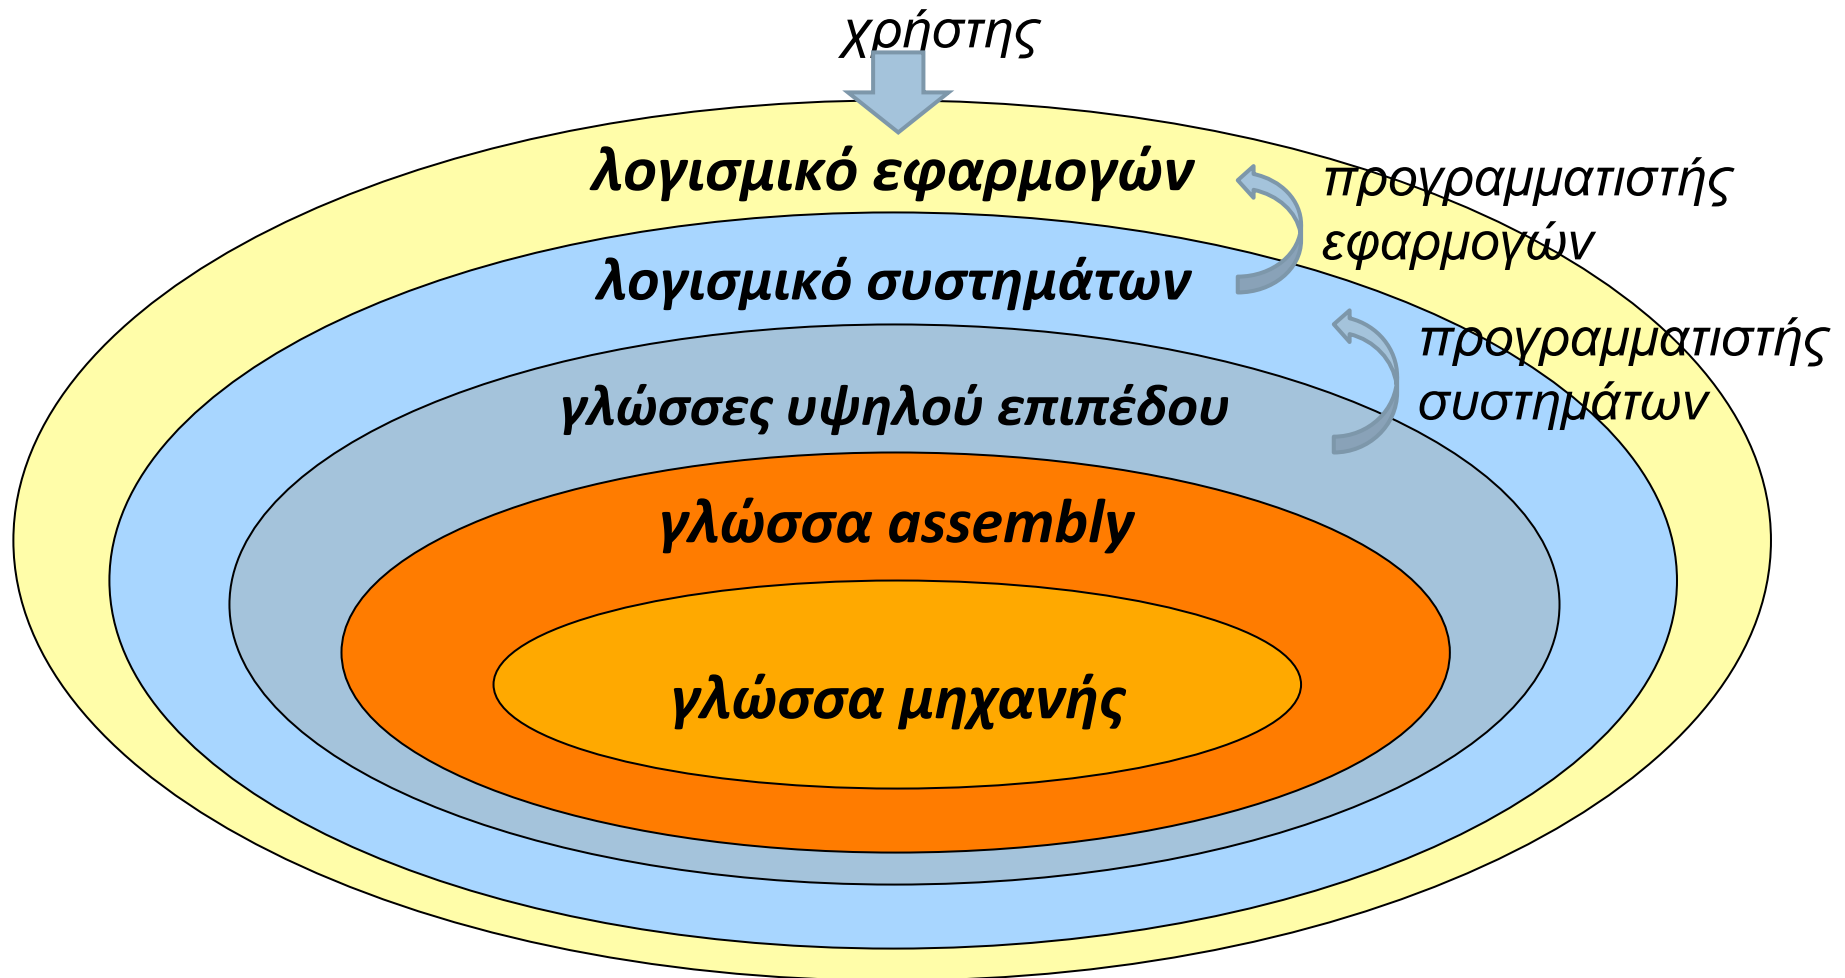 χρήστης
λογισμικό εφαρμογών
προγραμματιστής
εφαρμογών
λογισμικό συστημάτων
προγραμματιστής
συστημάτων
γλώσσες υψηλού επιπέδου
γλώσσα assembly
γλώσσα μηχανής